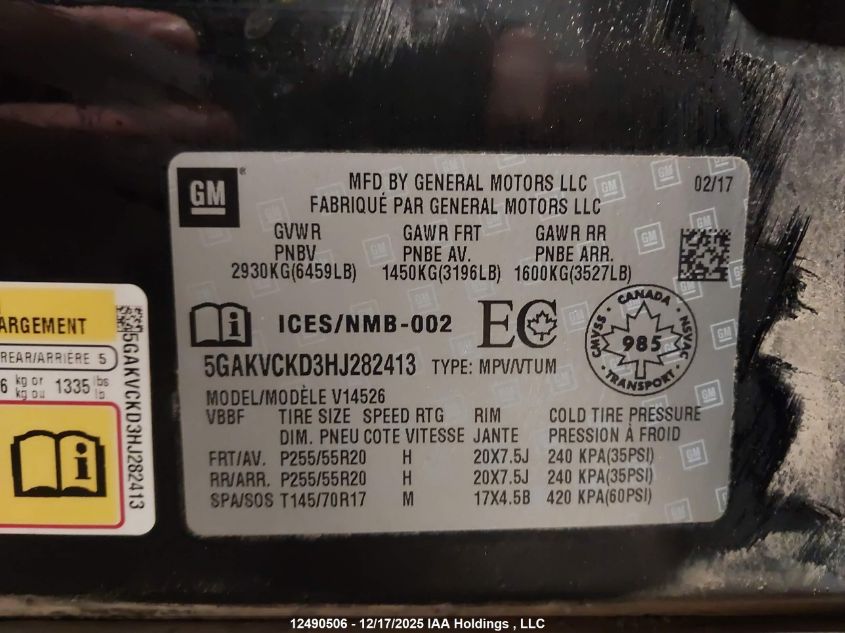 GM
MFD BY GENERAL MOTORS LLC
02/17
FABRIQUÉ PAR GENERAL MOTORS LLC
GVWR GAWR FRT GAWR RR
PNBV PNBE AV. PNBE ARR.
2930KG(6459LB) 1450KG(3196LB) 1600KG(3527LB)
ICES/NMB-002 EC
CANADA
CMVSS 985 NSVAC
TRANSPORT
5GAKVCKD3HJ282413 TYPE: MPV/VTUM
MODEL/MODÈLE V14526
VBBF TIRE SIZE SPEED RTG RIM COLD TIRE PRESSURE
DIM. PNEU COTE VITESSE JANTE PRESSION À FROID
FRT/AV. P255/55R20 H 20X7.5J 240 KPA(35PSI)
RR/ARR. P255/55R20 H 20X7.5J 240 KPA(35PSI)
SPA/SOS T145/70R17 M 17X4.5B 420 KPA(60PSI)
ARGEMENT
REAR/ARRIÈRE 5
6 kg or 1335 lbs
kg ou lb
5GAKVCKD3HJ282413
12490506 - 12/17/2025 IAA Holdings , LLC